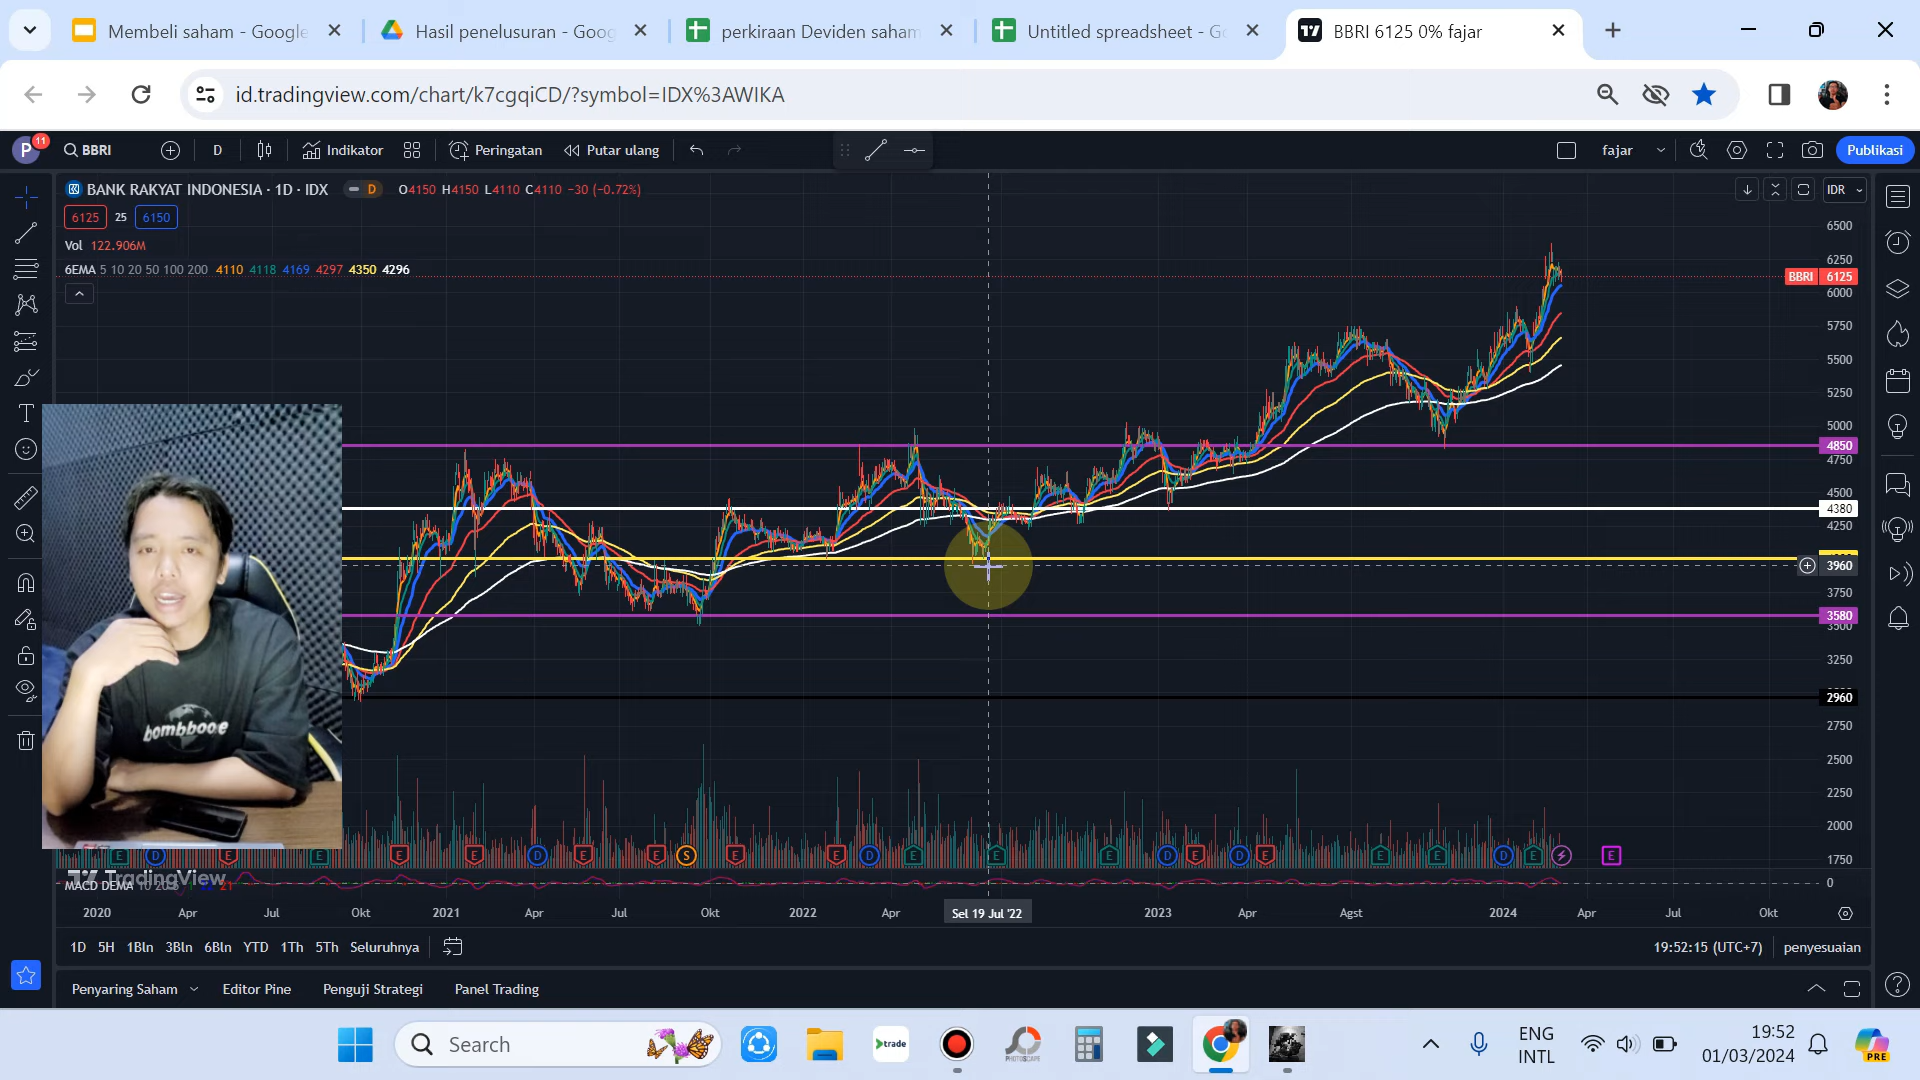 Membeli saham - Google
Hasil penelusuran - Goog
perkiraan Deviden saham
Untitled spreadsheet - Go
BBRI 6125 0% fajar
id.tradingview.com/chart/k7cgqiCD/?symbol=IDX%3AWIKA
P
11
BBRI
D
Indikator
Peringatan
Putar ulang
fajar
Publikasi
BANK RAKYAT INDONESIA · 1D · IDX
D
O4150 H4150 L4110 C4110 −30 (−0.72%)
IDR
6125
25
6150
Vol 122.906M
6EMA 5 10 20 50 100 200 4110 4118 4169 4297 4350 4296
6500
6250
BBRI 6125
6000
5750
5500
5250
5000
4850
4750
4500
4380
4250
3960
3750
3580
3500
3250
2960
2750
2500
2250
2000
1750
0
bombbooe
E D E E E E D E E S E E D E E E D E D E E E D E E
TradingView
MACD DEMA
2020
Apr
Jul
Okt
2021
Apr
Jul
Okt
2022
Apr
Sel 19 Jul '22
2023
Apr
Agst
2024
Apr
Jul
Okt
1D 5H 1Bln 3Bln 6Bln YTD 1Th 5Th Seluruhnya
19:52:15 (UTC+7)
penyesuaian
Penyaring Saham
Editor Pine
Penguji Strategi
Panel Trading
Search
trade
PHOTOSCAPE
ENG
INTL
19:52
01/03/2024
PRE